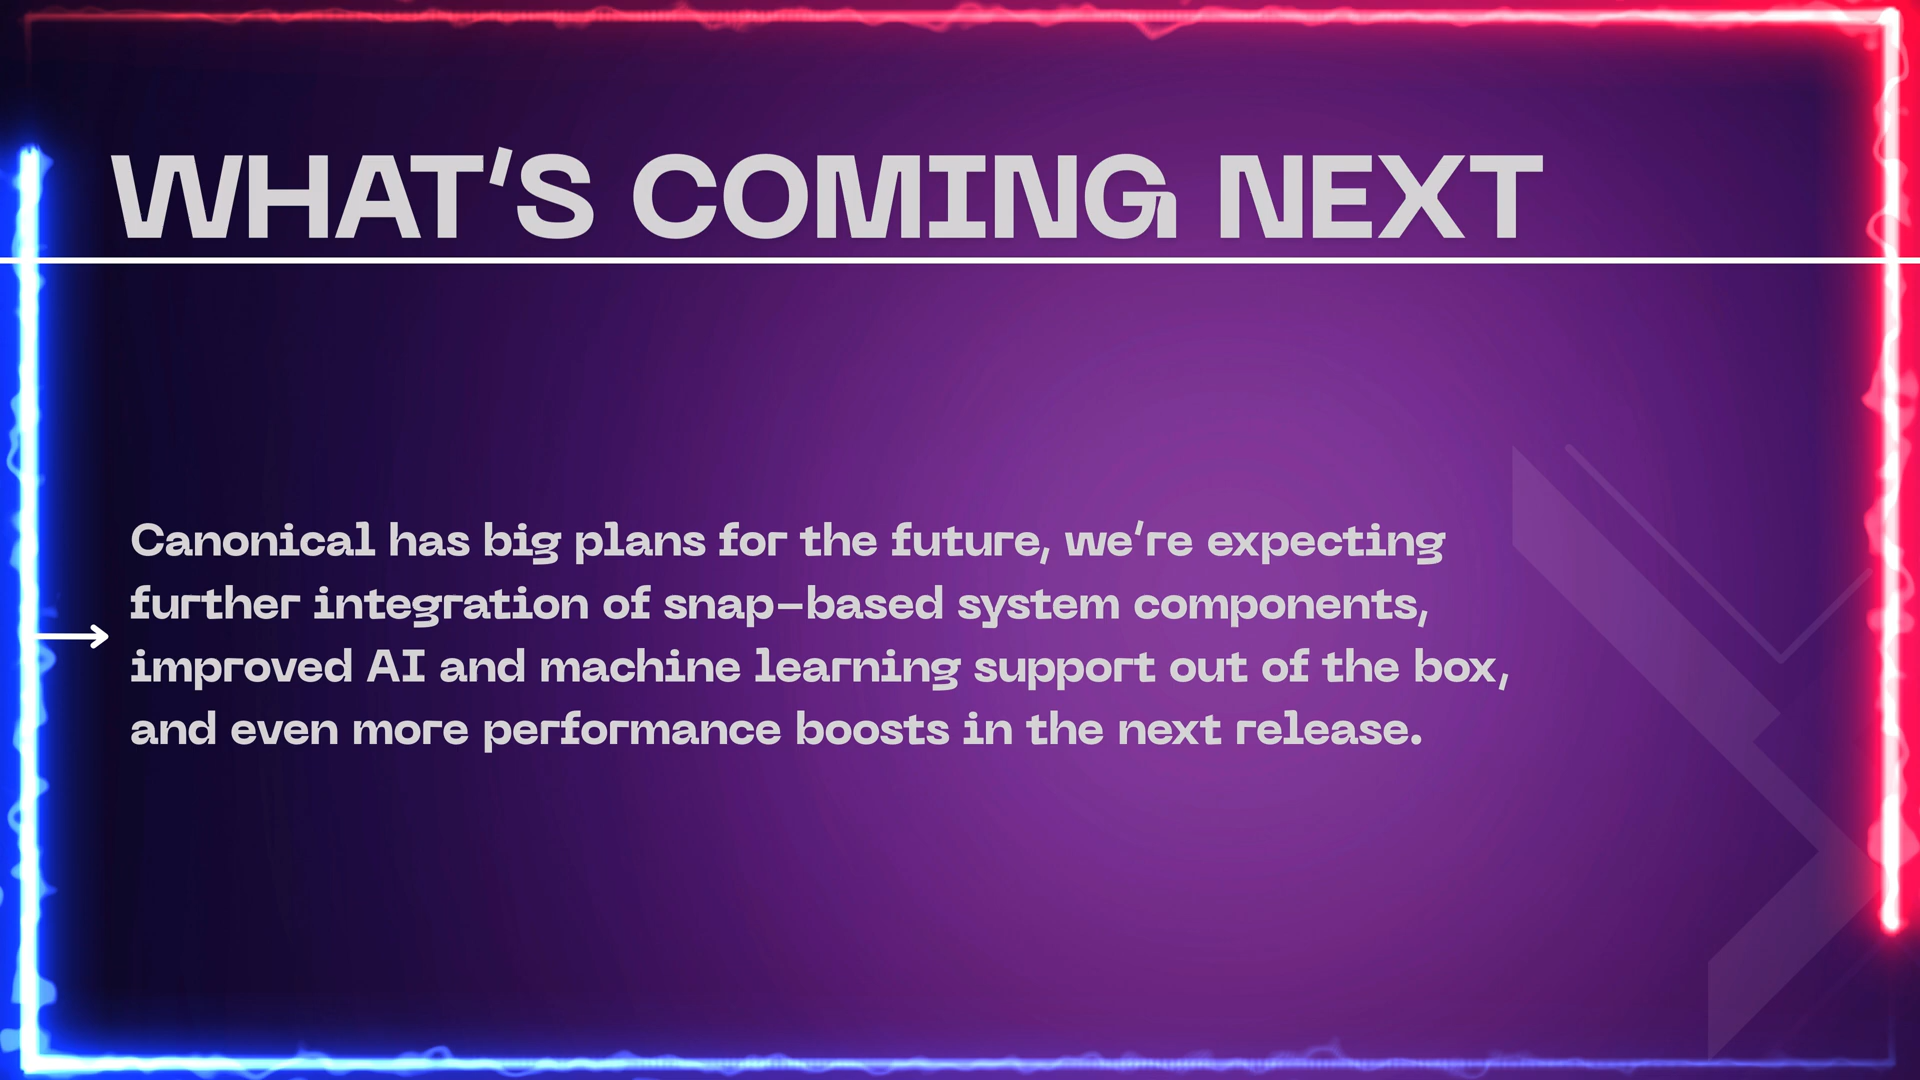 WHAT'S COMING NEXT
Canonical has big plans for the future, we're expecting
further integration of snap-based system components,
improved AI and machine learning support out of the box,
and even more performance boosts in the next release.